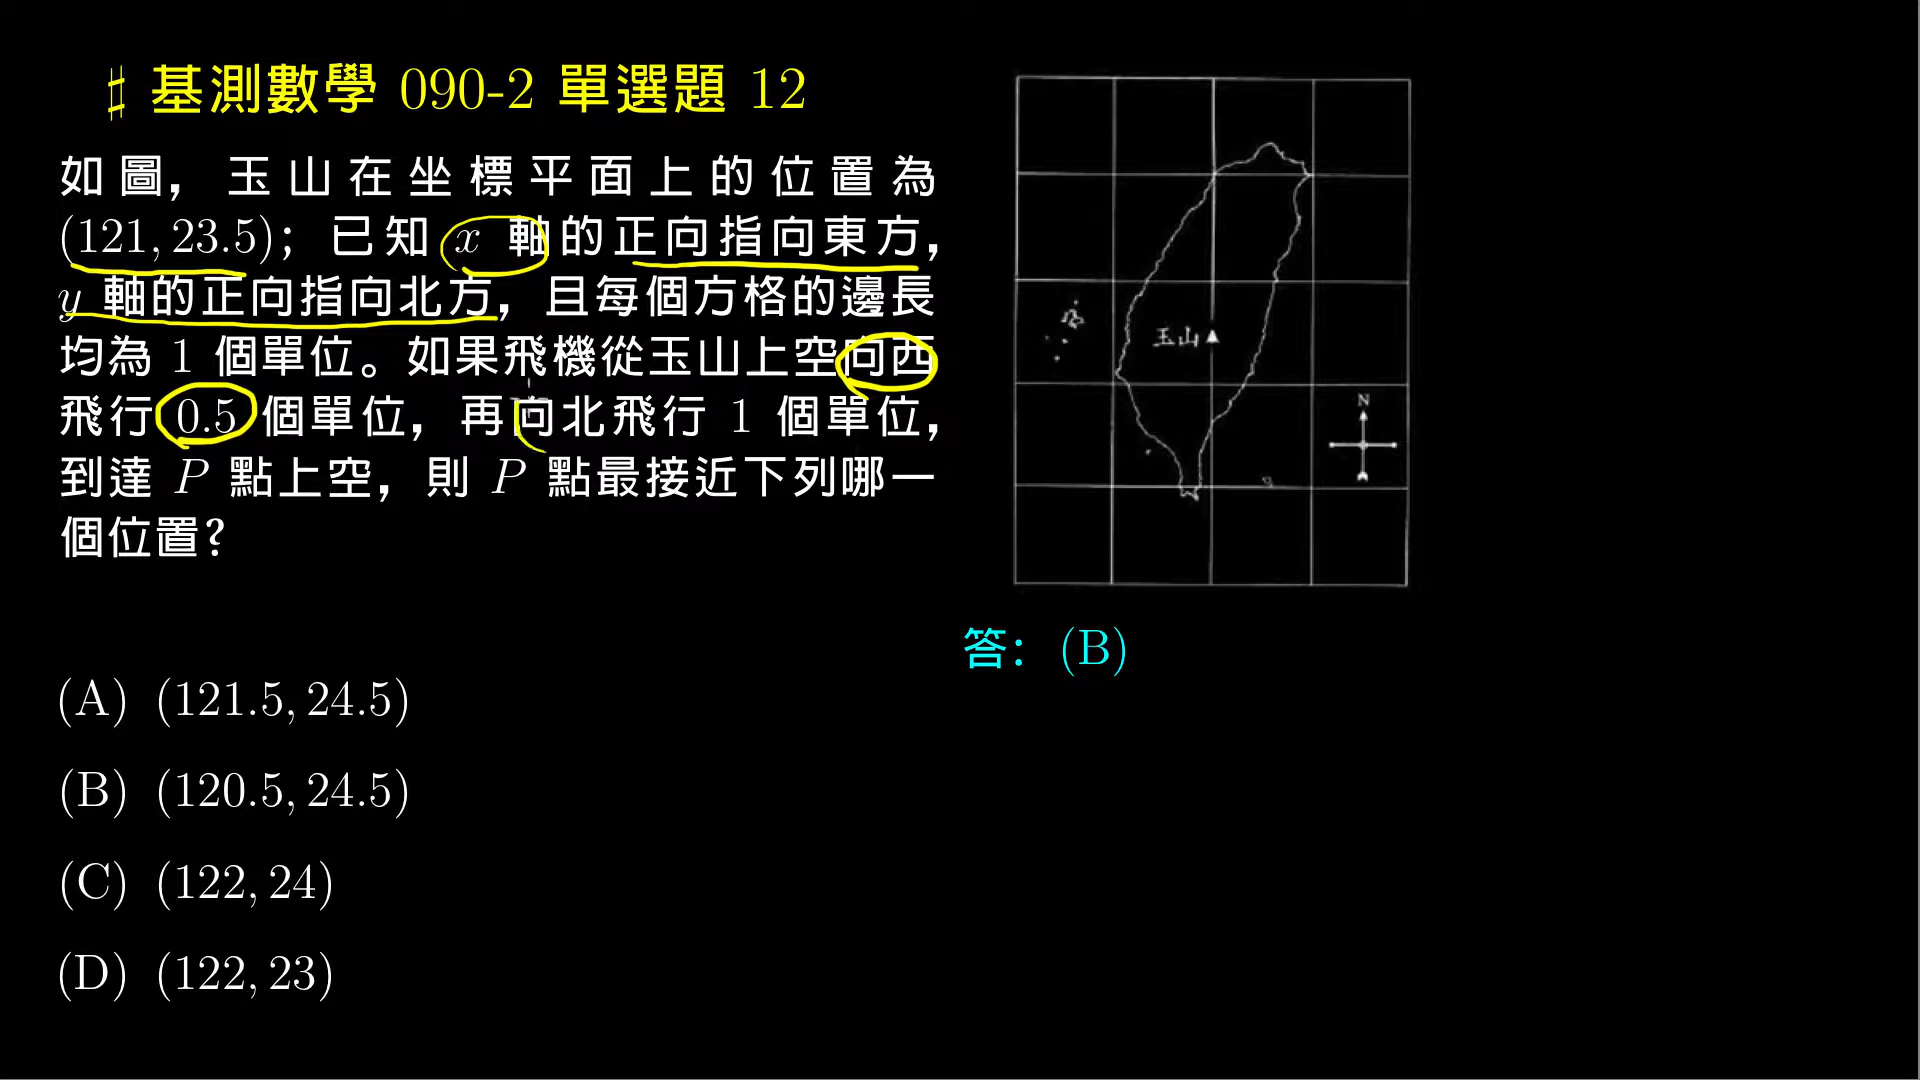 ♯ 基測數學 090-2 單選題 12
如圖，玉山在坐標平面上的位置為
(121, 23.5)；已知 x 軸的正向指向東方，
y 軸的正向指向北方，且每個方格的邊長
均為 1 個單位。如果飛機從玉山上空向西
飛行 0.5 個單位，再向北飛行 1 個單位，
到達 P 點上空，則 P 點最接近下列哪一
個位置？
玉山
N
答：(B)
(A) (121.5, 24.5)
(B) (120.5, 24.5)
(C) (122, 24)
(D) (122, 23)